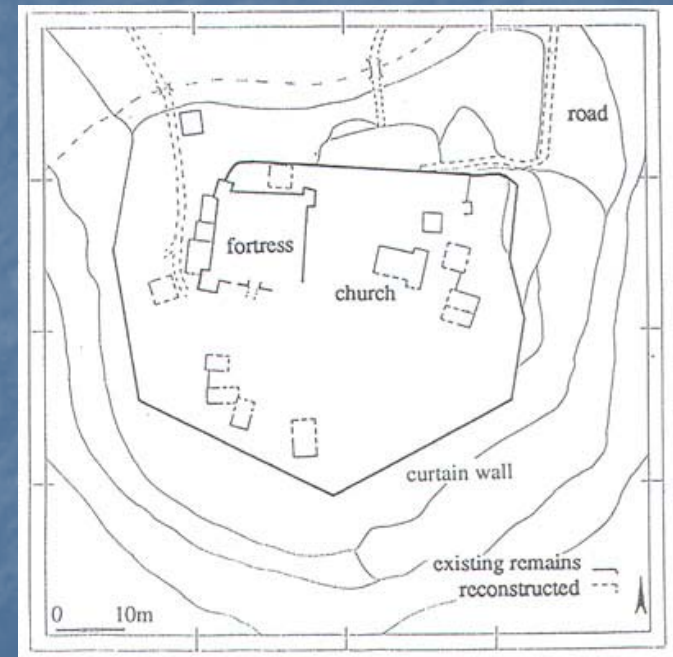 road
fortress
church
curtain wall
existing remains
reconstructed
0 10m